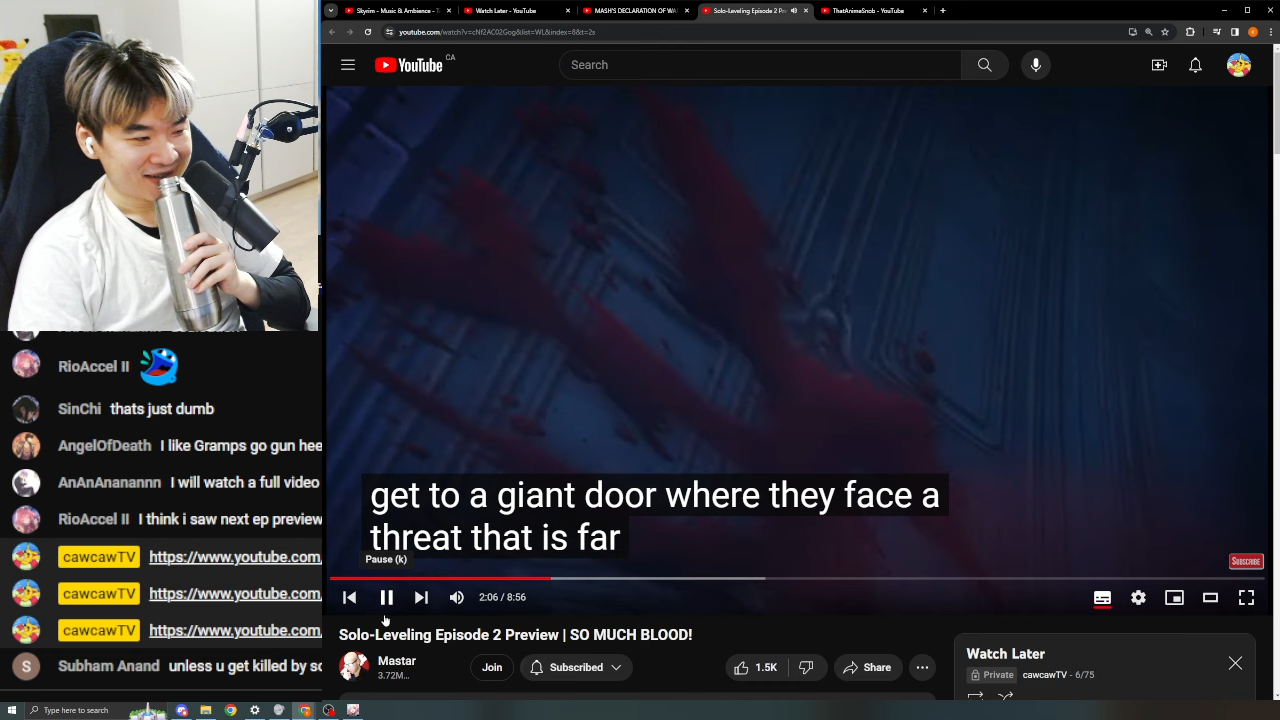 Skyrim - Music & Ambience - T
Watch Later - YouTube
MASH'S DECLARATION OF WA
Solo-Leveling Episode 2 Pr
ThatAnimeSnob - YouTube
youtube.com/watch?v=cNf2AC02Gog&list=WL&index=8&t=2s
YouTube CA
Search
RioAccel II
SinChi thats just dumb
AngelOfDeath I like Gramps go gun hee
AnAnAnanannn I will watch a full video
RioAccel II I think i saw next ep preview
cawcawTV https://www.youtube.com
cawcawTV https://www.youtube.com
cawcawTV https://www.youtube.com
Subham Anand unless u get killed by so
S
get to a giant door where they face a
threat that is far
Pause (k)
SUBSCRIBE
2:06 / 8:56
Solo-Leveling Episode 2 Preview | SO MUCH BLOOD!
Mastar
3.72M...
Join
Subscribed
1.5K
Share
Watch Later
Private cawcawTV - 6/75
Type here to search